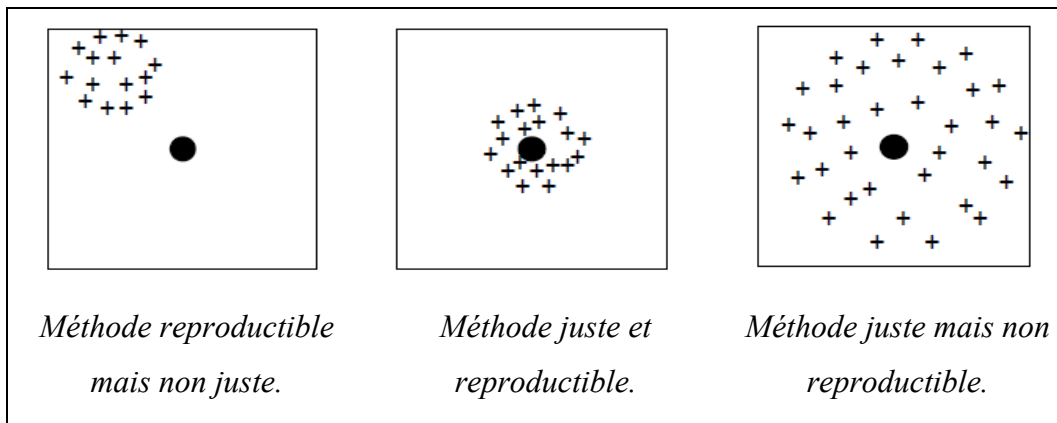 Méthode reproductible
mais non juste.
Méthode juste et
reproductible.
Méthode juste mais non
reproductible.